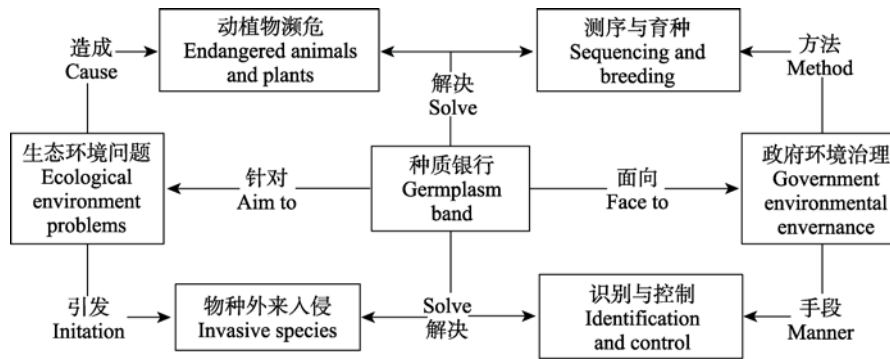 造成
Cause
动植物濒危
Endangered animals
and plants
解决
Solve
测序与育种
Sequencing and
breeding
方法
Method
生态环境问题
Ecological
environment
problems
针对
Aim to
种质银行
Germplasm
band
面向
Face to
政府环境治理
Government
environmental
envernance
引发
Initation
物种外来入侵
Invasive species
Solve
解决
识别与控制
Identification
and control
手段
Manner